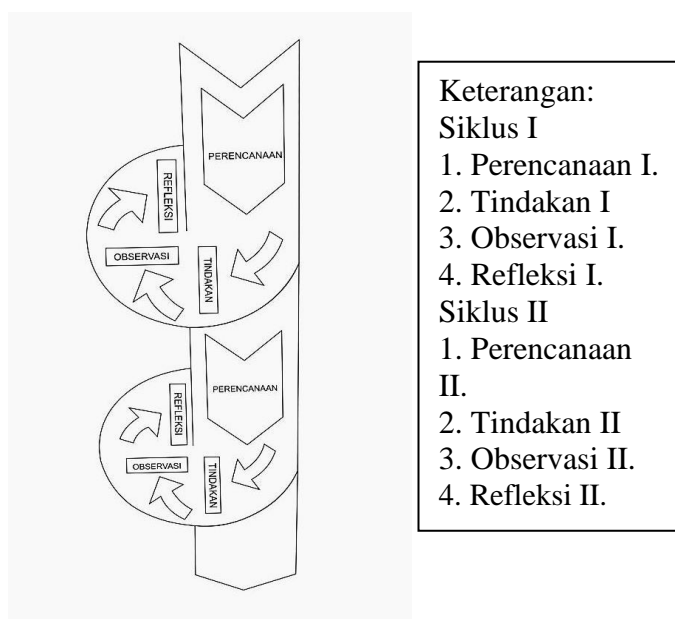 PERENCANAAN
REFLEKSI
OBSERVASI
TINDAKAN
PERENCANAAN
REFLEKSI
OBSERVASI
TINDAKAN
Keterangan:
Siklus I
1. Perencanaan I.
2. Tindakan I
3. Observasi I.
4. Refleksi I.
Siklus II
1. Perencanaan
II.
2. Tindakan II
3. Observasi II.
4. Refleksi II.